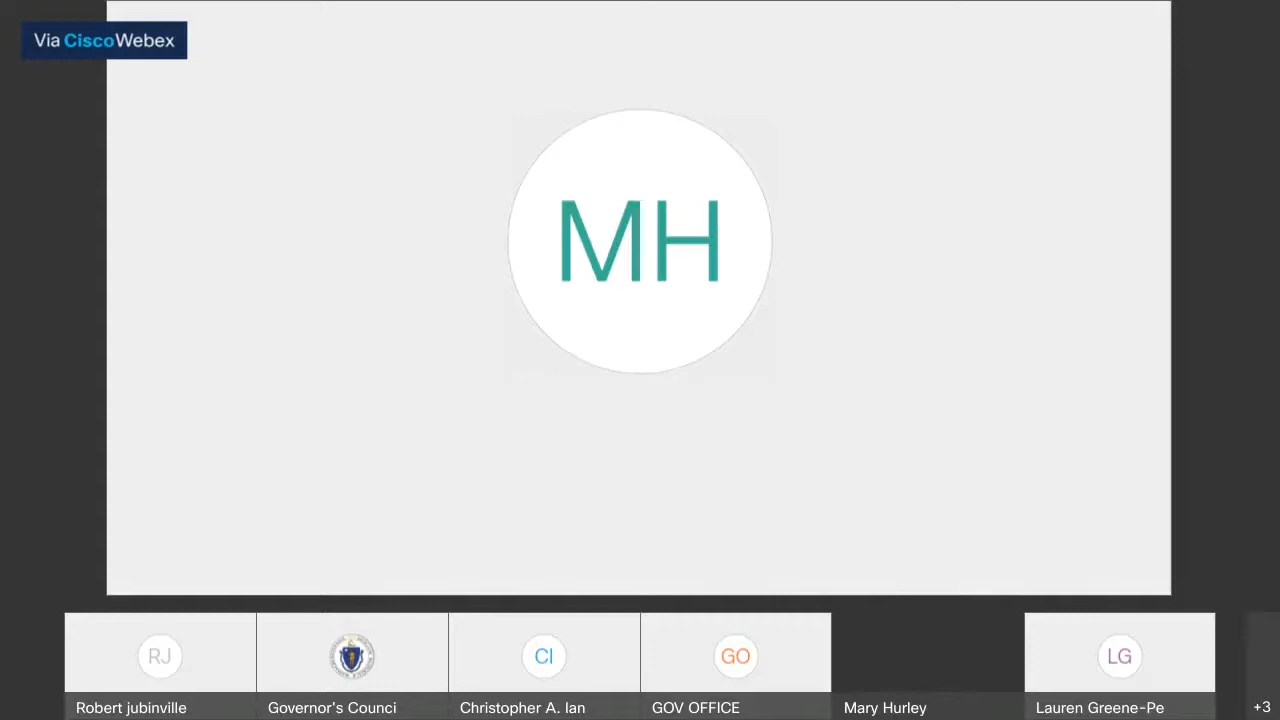 Via CiscoWebex
MH
RJ
CI
GO
LG
Robert jubinville
Governor's Counci
Christopher A. Ian
GOV OFFICE
Mary Hurley
Lauren Greene-Pe
+3